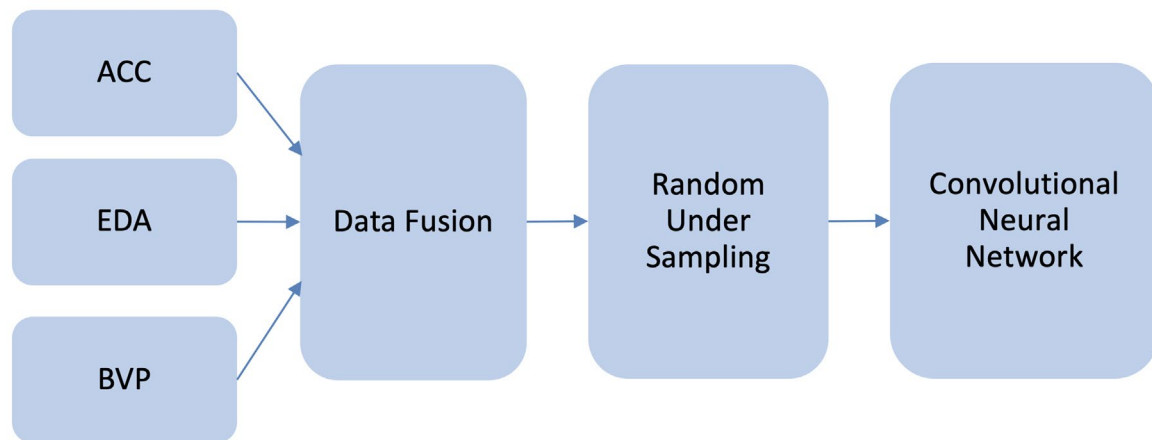 ACC
EDA
BVP
Data Fusion
Random
Under
Sampling
Convolutional
Neural
Network